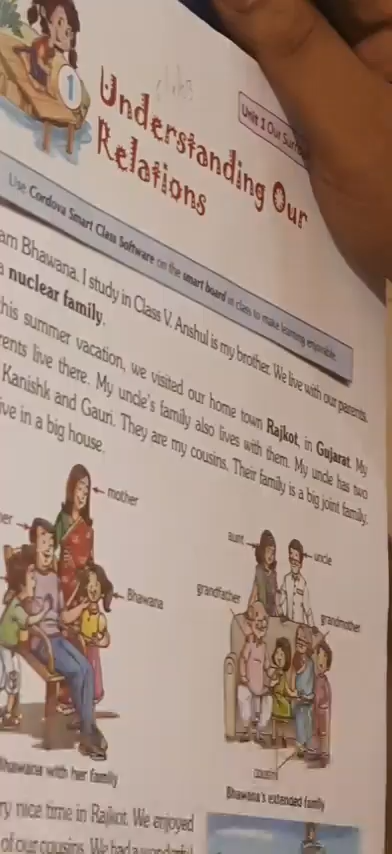 1
Understanding Our
Relations
Unit 1 Our
Use Cordova Smart Class Software on the smart board in class to make learning enjoyable.
am Bhawana. I study in Class V. Anshul is my brother. We live with our parents.
a nuclear family.
this summer vacation, we visited our home town Rajkot, in Gujarat. My
live there. My uncle's family also lives with them. My uncle has two
Kanishk and Gauri. They are my cousins. Their family is a big joint family.
in a big house.
mother
Bhawana
Bhawana with her family
aunt
uncle
grandfather
grandmother
cousins
Bhawana's extended family
nice time in Rajkot. We enjoyed
of our cousins. We had a wonderful